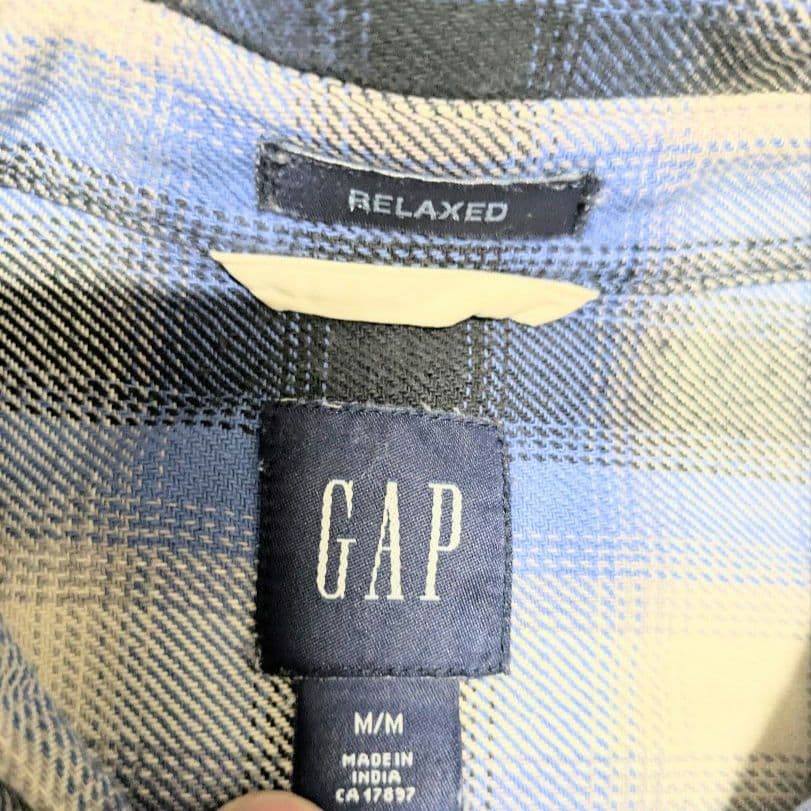 RELAXED
GAP
M/M
MADE IN
INDIA
CA 17897